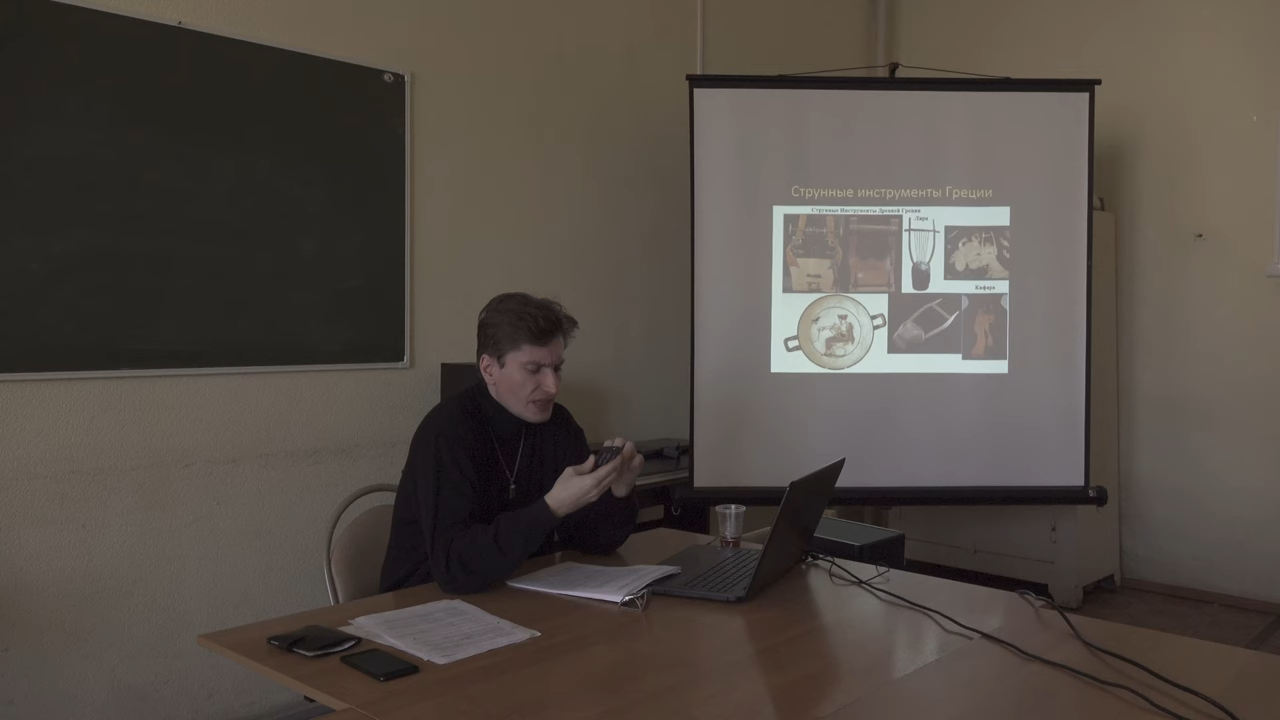 Струнные инструменты Греции
Струнные Инструменты Древней Греции
Лира
Кифара